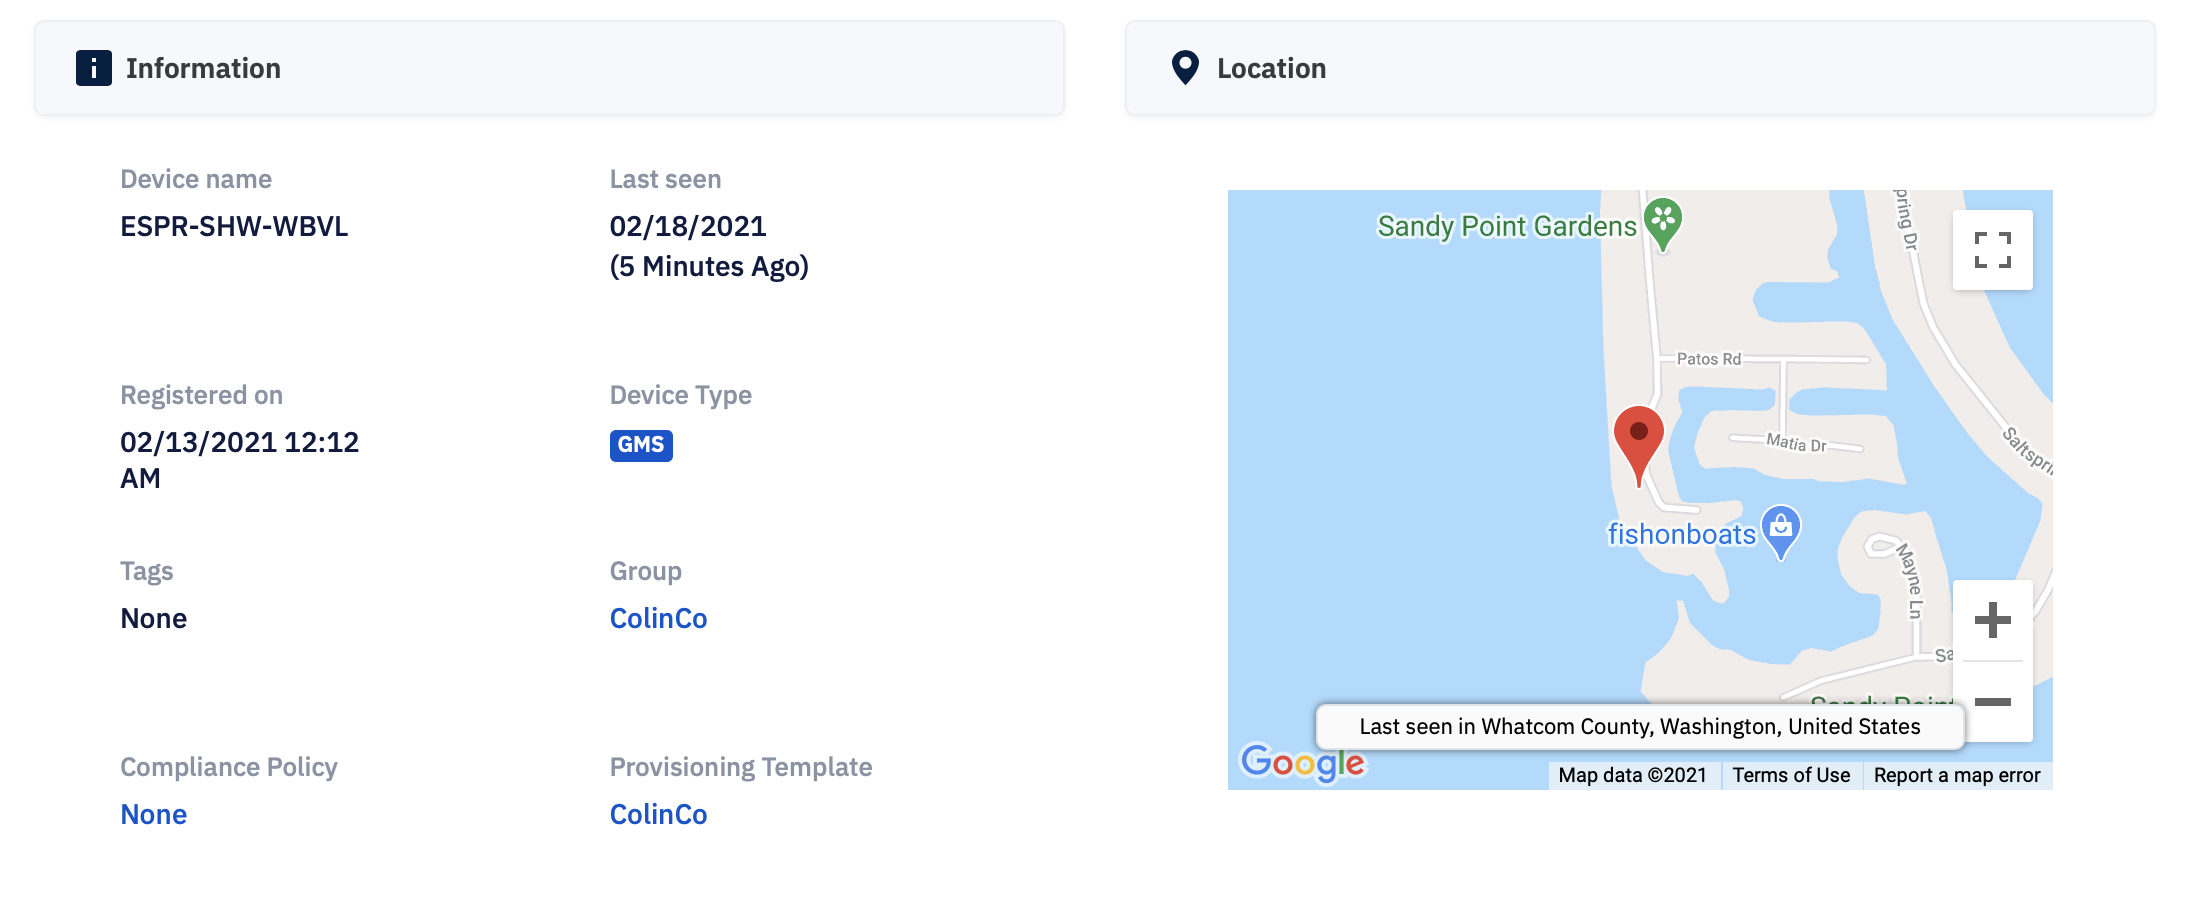 Information
Device name
ESPR-SHW-WBVL
Last seen
02/18/2021
(5 Minutes Ago)
Registered on
02/13/2021 12:12
AM
Device Type
GMS
Tags
None
Group
ColinCo
Compliance Policy
None
Provisioning Template
ColinCo
Location
Sandy Point Gardens
pring Dr
Patos Rd
Matia Dr
Saltspri
fishonboats
Mayne Ln
Sa
Sandy Point
Last seen in Whatcom County, Washington, United States
Google
Map data ©2021
Terms of Use
Report a map error